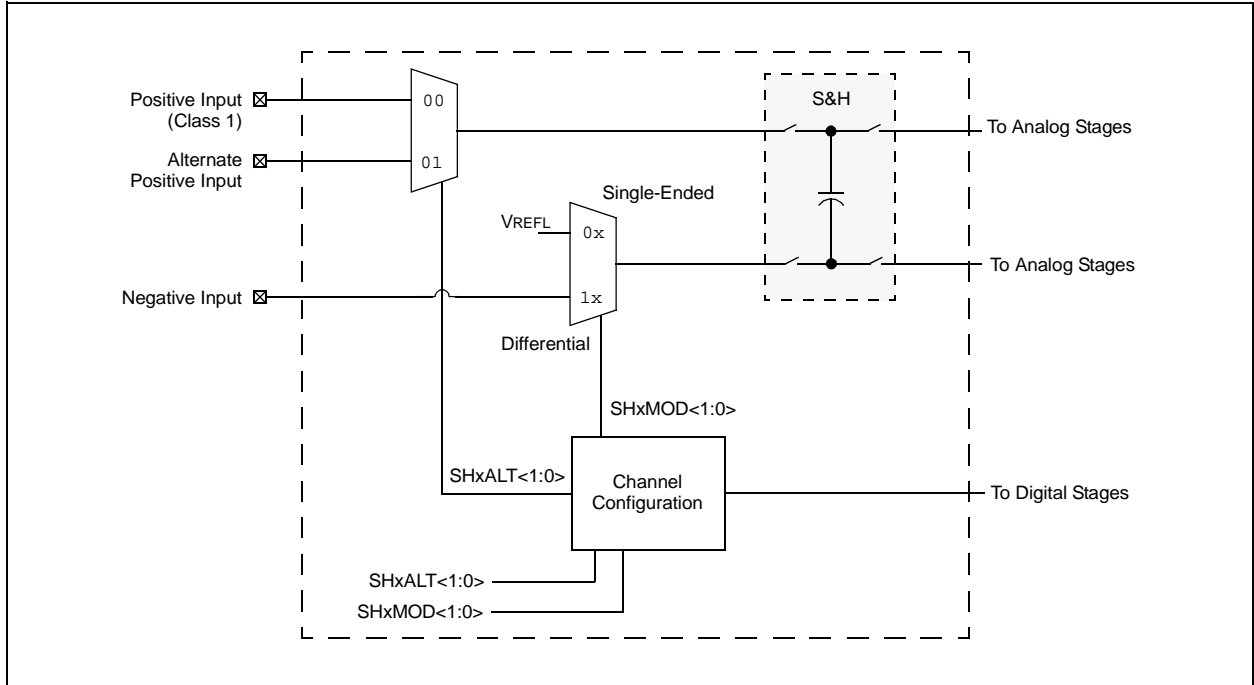 Positive Input
(Class 1)
00
S&H
To Analog Stages
Alternate
Positive Input
01
Single-Ended
VREFL
0x
To Analog Stages
Negative Input
1x
Differential
SHxMOD<1:0>
SHxALT<1:0>
Channel
Configuration
To Digital Stages
SHxALT<1:0>
SHxMOD<1:0>